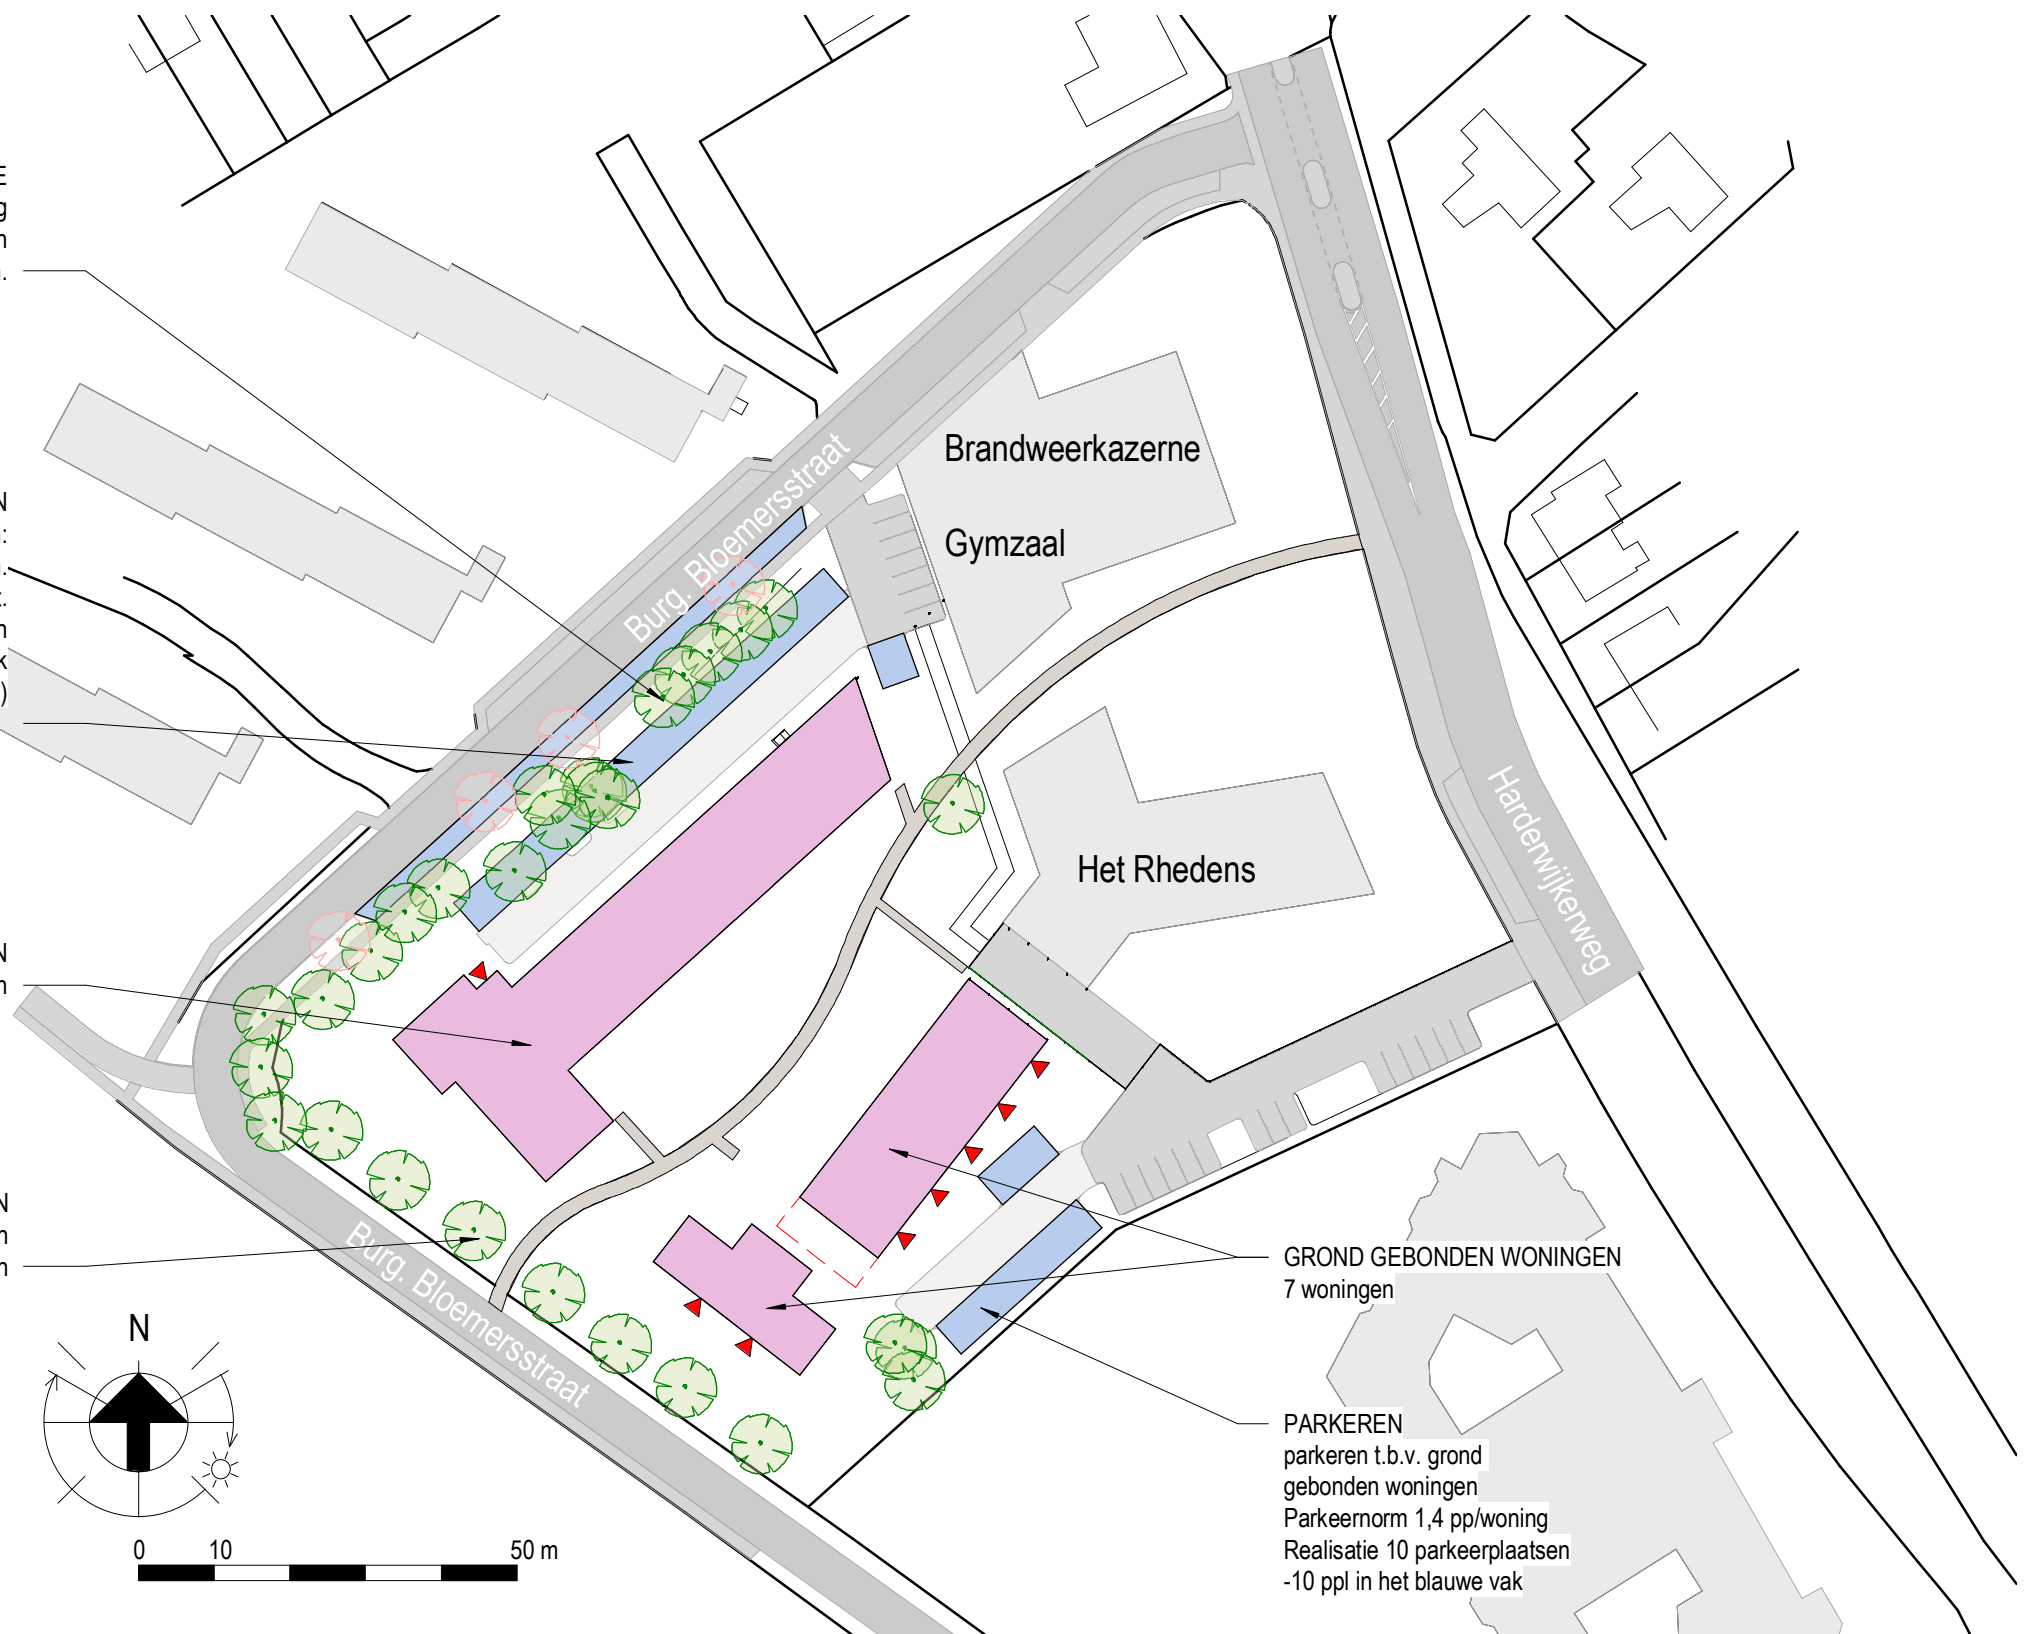 E
g
n
.
N
:
.
t.
n
k
)
N
n
N
n
n
Brandweerkazerne
Gymzaal
Burg. Bloemersstraat
Het Rhedens
Harderwijkerweg
Burg. Bloemersstraat
GROND GEBONDEN WONINGEN
7 woningen
PARKEREN
parkeren t.b.v. grond
gebonden woningen
Parkeernorm 1,4 pp/woning
Realisatie 10 parkeerplaatsen
-10 ppl in het blauwe vak
N
0 10 50 m